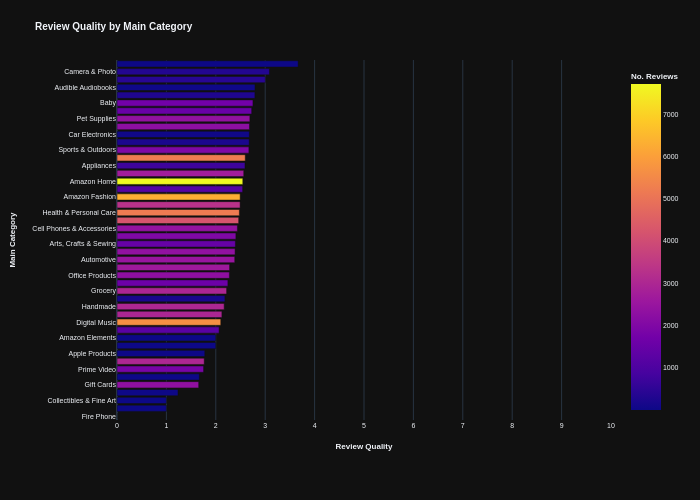 Review Quality by Main Category
No. Reviews
Camera & Photo
Audible Audiobooks
Baby
Pet Supplies
Car Electronics
Sports & Outdoors
Appliances
Amazon Home
Amazon Fashion
Health & Personal Care
Cell Phones & Accessories
Arts, Crafts & Sewing
Automotive
Office Products
Grocery
Handmade
Digital Music
Amazon Elements
Apple Products
Prime Video
Gift Cards
Collectibles & Fine Art
Fire Phone
Main Category
0 1 2 3 4 5 6 7 8 9 10
Review Quality
7000
6000
5000
4000
3000
2000
1000